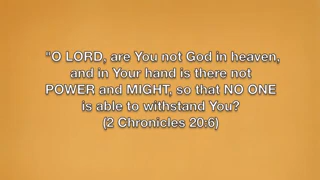 "O LORD, are You not God in heaven,
and in Your hand is there not
POWER and MIGHT, so that NO ONE
is able to withstand You?
(2 Chronicles 20:6)